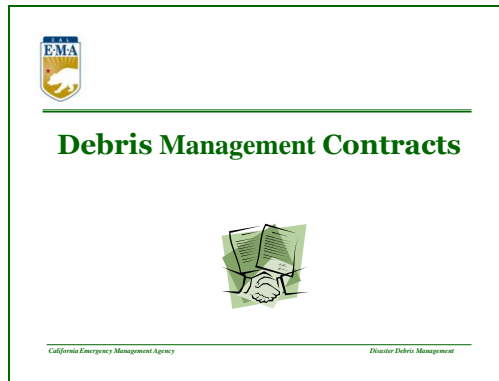 CAL
E·M·A
Debris Management Contracts
California Emergency Management Agency
Disaster Debris Management